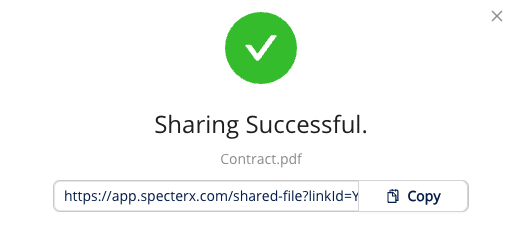 Sharing Successful.
Contract.pdf
https://app.specterx.com/shared-file?linkId=Y Copy